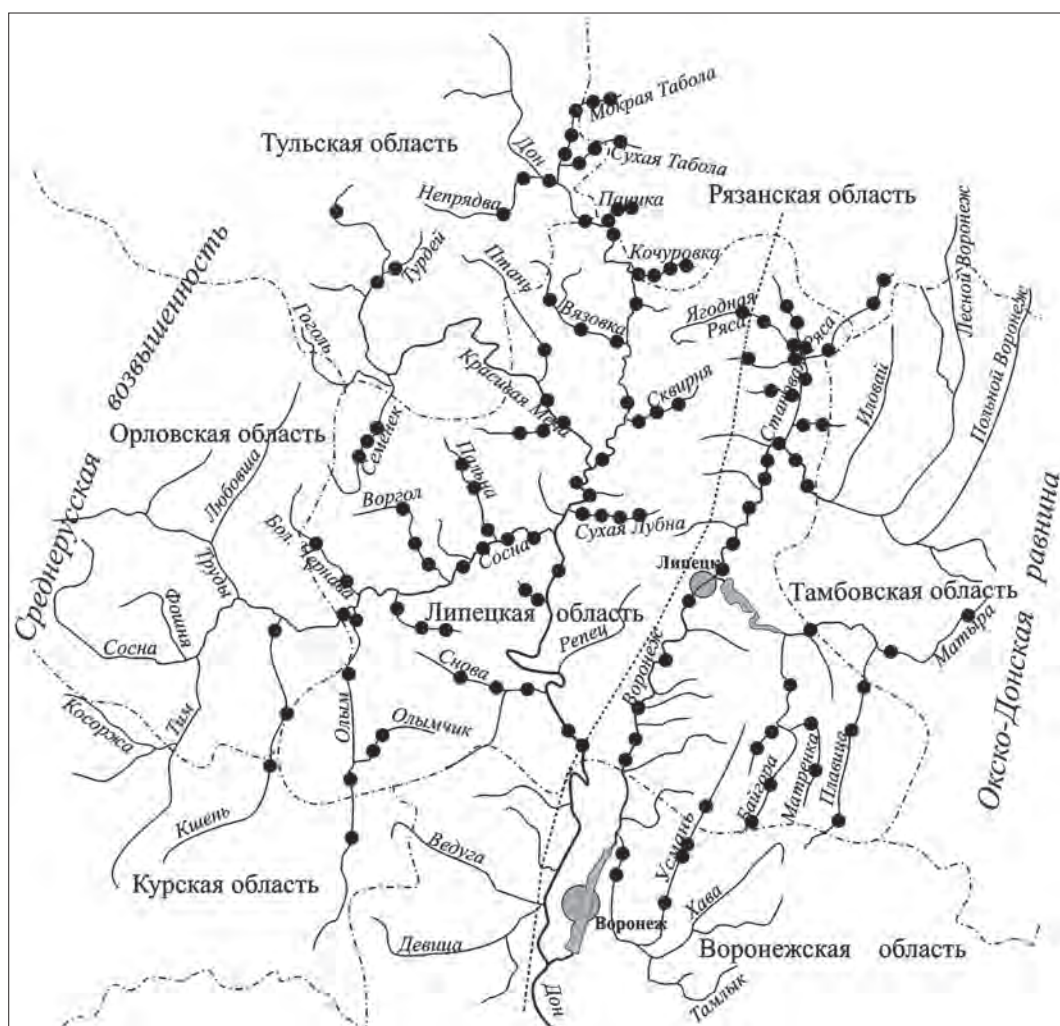 Мокрая Табола
Тульская область
Дон
Сухая Табола
Непрядва
Паника
Рязанская область
Турдей
Птань
Кочуровка
Лесной Воронеж
Польной Воронеж
Гоголь
Вязовка
Ягодная
Ряса
Становая Ряса
Иловай
Красивая Меча
Сквирня
Среднерусская возвышенность
Орловская область
Семенек
Любовша
Пальна
Воргол
Бол. Чернава
Сосна
Сухая Лубна
Труды
Фошня
Липецк
Липецкая область
Тамбовская область
Окско-Донская равнина
Матыра
Сосна
Репец
Воронеж
Снова
Косоржа
Тим
Олым
Олымчик
Кшень
Байгора
Матренка
Плавица
Усмань
Ведуга
Курская область
Хава
Воронеж
Девица
Воронежская область
Дон
Тамлык